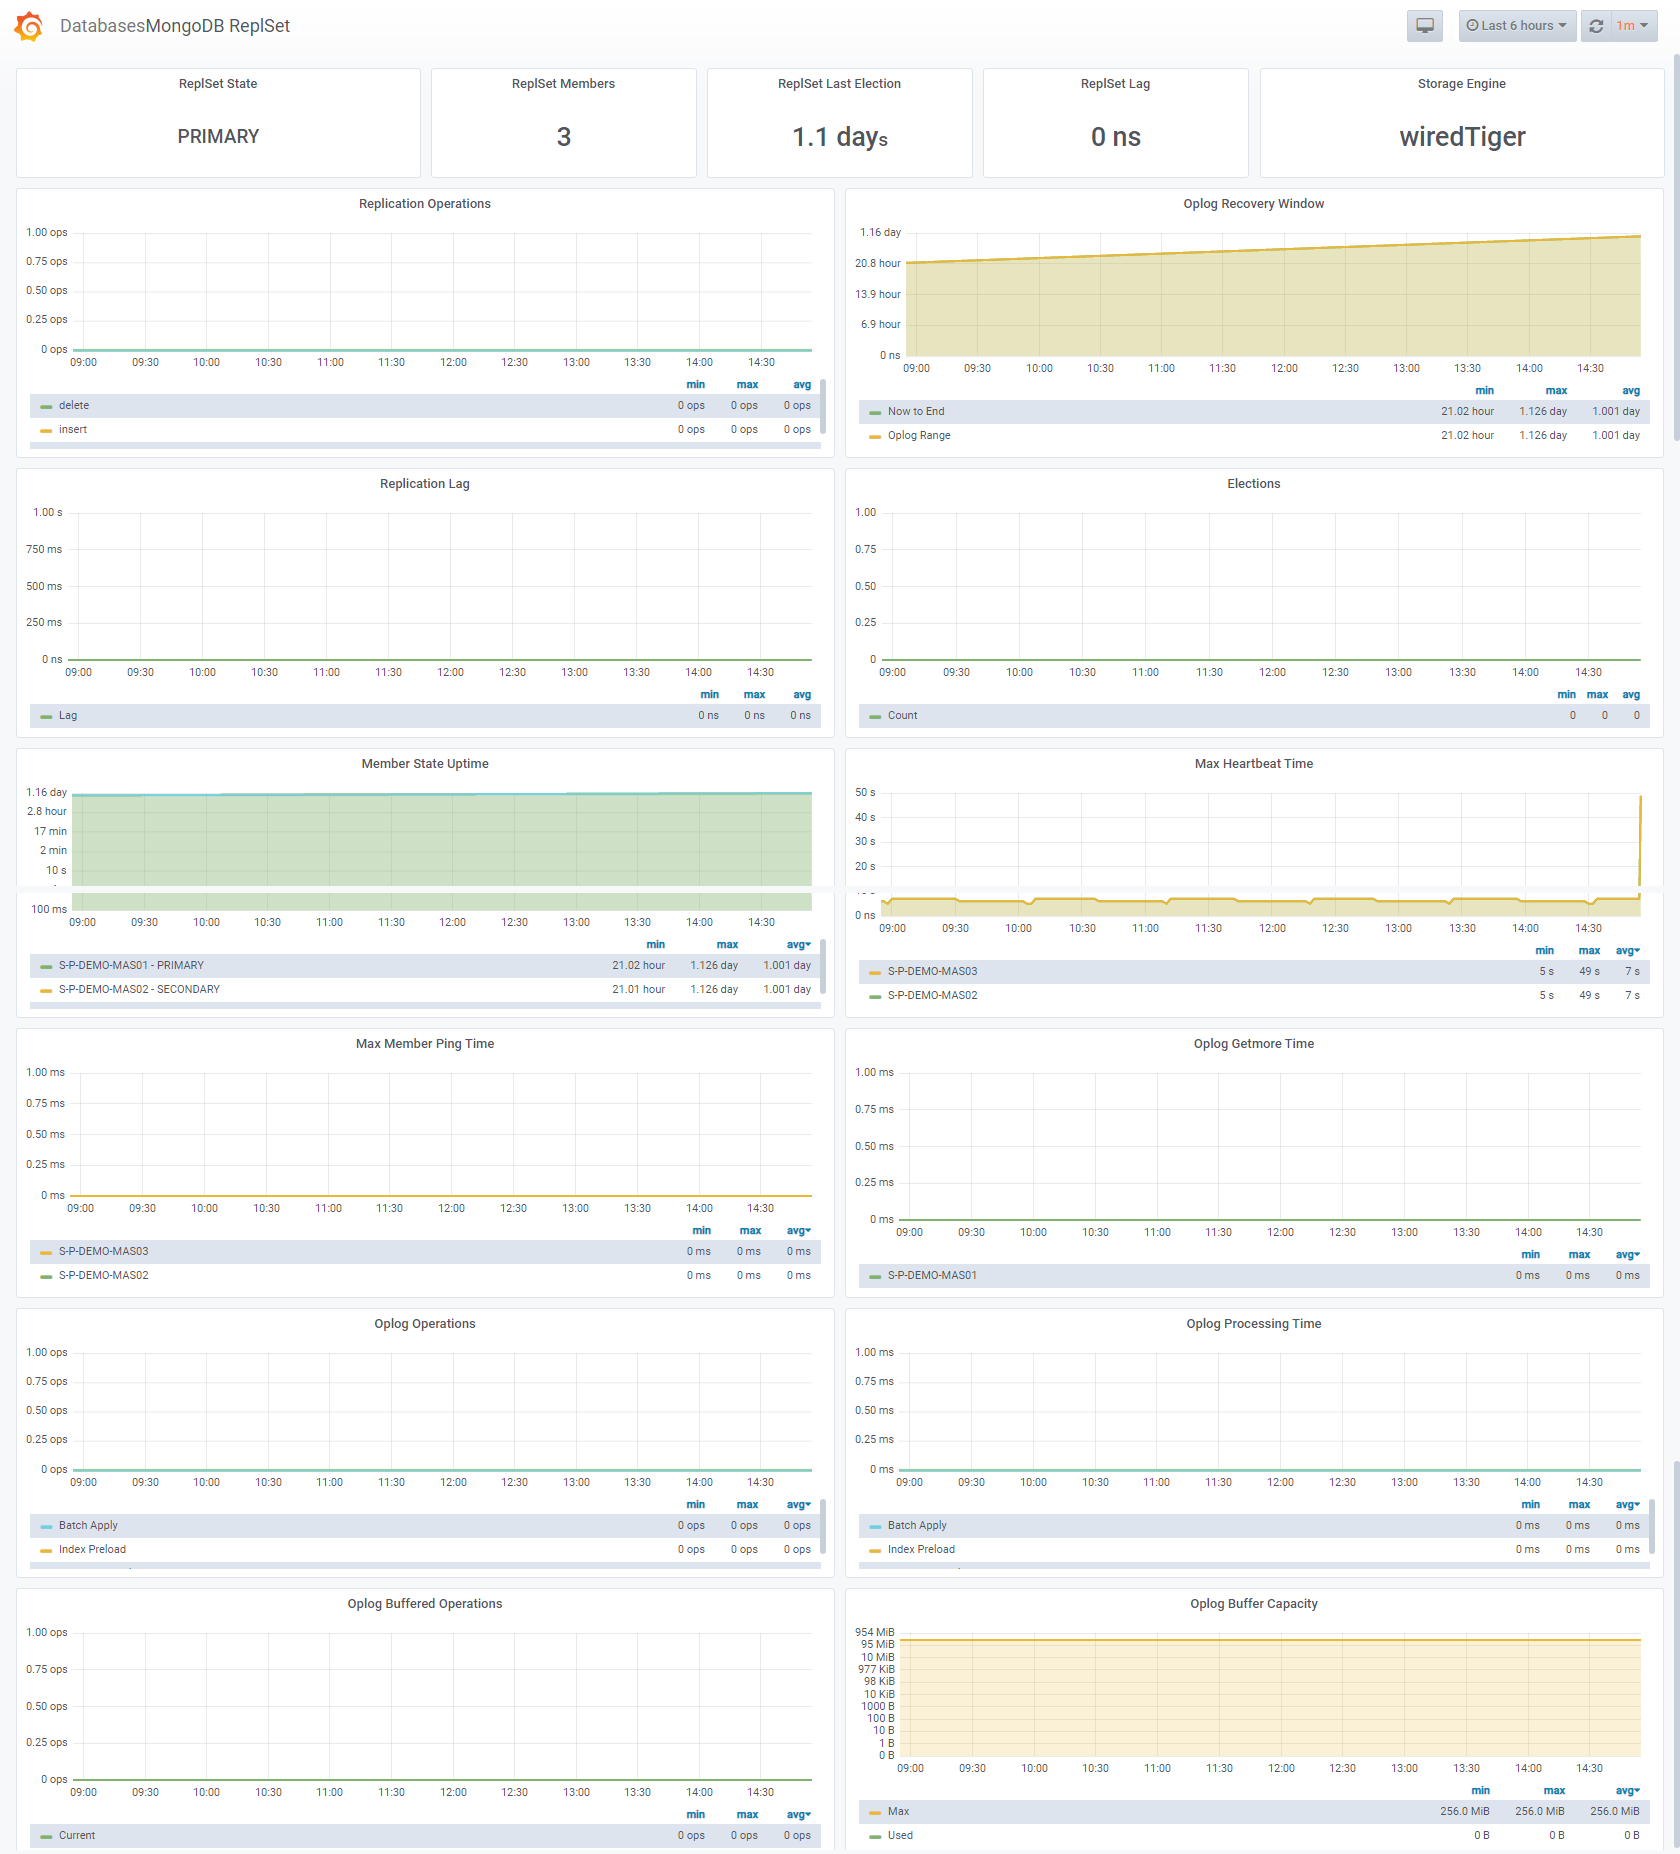 DatabasesMongoDB ReplSet
Last 6 hours
1m
ReplSet State
PRIMARY
ReplSet Members
3
ReplSet Last Election
1.1 days
ReplSet Lag
0 ns
Storage Engine
wiredTiger
Replication Operations
1.00 ops
0.75 ops
0.50 ops
0.25 ops
0 ops
09:00 09:30 10:00 10:30 11:00 11:30 12:00 12:30 13:00 13:30 14:00 14:30
min max avg
delete 0 ops 0 ops 0 ops
insert 0 ops 0 ops 0 ops
Oplog Recovery Window
1.16 day
20.8 hour
13.9 hour
6.9 hour
0 ns
09:00 09:30 10:00 10:30 11:00 11:30 12:00 12:30 13:00 13:30 14:00 14:30
min max avg
Now to End 21.02 hour 1.126 day 1.001 day
Oplog Range 21.02 hour 1.126 day 1.001 day
Replication Lag
1.00 s
750 ms
500 ms
250 ms
0 ns
09:00 09:30 10:00 10:30 11:00 11:30 12:00 12:30 13:00 13:30 14:00 14:30
min max avg
Lag 0 ns 0 ns 0 ns
Elections
1.00
0.75
0.50
0.25
0
09:00 09:30 10:00 10:30 11:00 11:30 12:00 12:30 13:00 13:30 14:00 14:30
min max avg
Count 0 0 0
Member State Uptime
1.16 day
2.8 hour
17 min
2 min
10 s
100 ms
09:00 09:30 10:00 10:30 11:00 11:30 12:00 12:30 13:00 13:30 14:00 14:30
min max avg
S-P-DEMO-MAS01 - PRIMARY 21.02 hour 1.126 day 1.001 day
S-P-DEMO-MAS02 - SECONDARY 21.01 hour 1.126 day 1.001 day
Max Heartbeat Time
50 s
40 s
30 s
20 s
0 ns
09:00 09:30 10:00 10:30 11:00 11:30 12:00 12:30 13:00 13:30 14:00 14:30
min max avg
S-P-DEMO-MAS03 5 s 49 s 7 s
S-P-DEMO-MAS02 5 s 49 s 7 s
Max Member Ping Time
1.00 ms
0.75 ms
0.50 ms
0.25 ms
0 ms
09:00 09:30 10:00 10:30 11:00 11:30 12:00 12:30 13:00 13:30 14:00 14:30
min max avg
S-P-DEMO-MAS03 0 ms 0 ms 0 ms
S-P-DEMO-MAS02 0 ms 0 ms 0 ms
Oplog Getmore Time
1.00 ms
0.75 ms
0.50 ms
0.25 ms
0 ms
09:00 09:30 10:00 10:30 11:00 11:30 12:00 12:30 13:00 13:30 14:00 14:30
min max avg
S-P-DEMO-MAS01 0 ms 0 ms 0 ms
Oplog Operations
1.00 ops
0.75 ops
0.50 ops
0.25 ops
0 ops
09:00 09:30 10:00 10:30 11:00 11:30 12:00 12:30 13:00 13:30 14:00 14:30
min max avg
Batch Apply 0 ops 0 ops 0 ops
Index Preload 0 ops 0 ops 0 ops
Oplog Processing Time
1.00 ms
0.75 ms
0.50 ms
0.25 ms
0 ms
09:00 09:30 10:00 10:30 11:00 11:30 12:00 12:30 13:00 13:30 14:00 14:30
min max avg
Batch Apply 0 ms 0 ms 0 ms
Index Preload 0 ms 0 ms 0 ms
Oplog Buffered Operations
1.00 ops
0.75 ops
0.50 ops
0.25 ops
0 ops
09:00 09:30 10:00 10:30 11:00 11:30 12:00 12:30 13:00 13:30 14:00 14:30
min max avg
Current 0 ops 0 ops 0 ops
Oplog Buffer Capacity
954 MiB
95 MiB
10 MiB
977 KiB
98 KiB
10 KiB
1000 B
100 B
10 B
1 B
0 B
09:00 09:30 10:00 10:30 11:00 11:30 12:00 12:30 13:00 13:30 14:00 14:30
min max avg
Max 256.0 MiB 256.0 MiB 256.0 MiB
Used 0 B 0 B 0 B